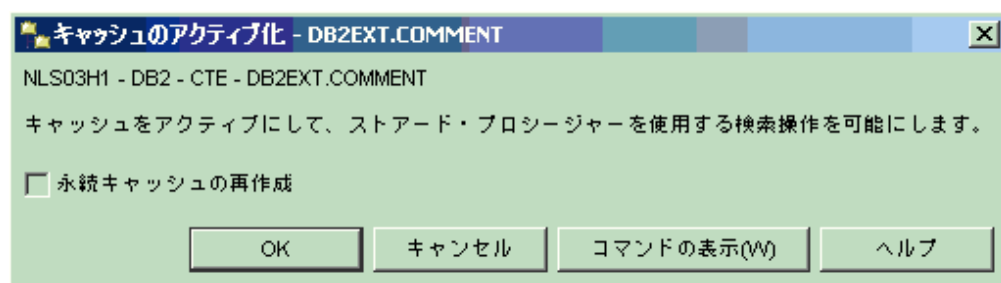 キャッシュのアクティブ化 - DB2EXT.COMMENT
NLS03H1 - DB2 - CTE - DB2EXT.COMMENT
キャッシュをアクティブにして、ストアード・プロシージャーを使用する検索操作を可能にします。
永続キャッシュの再作成
OK キャンセル コマンドの表示(W) ヘルプ